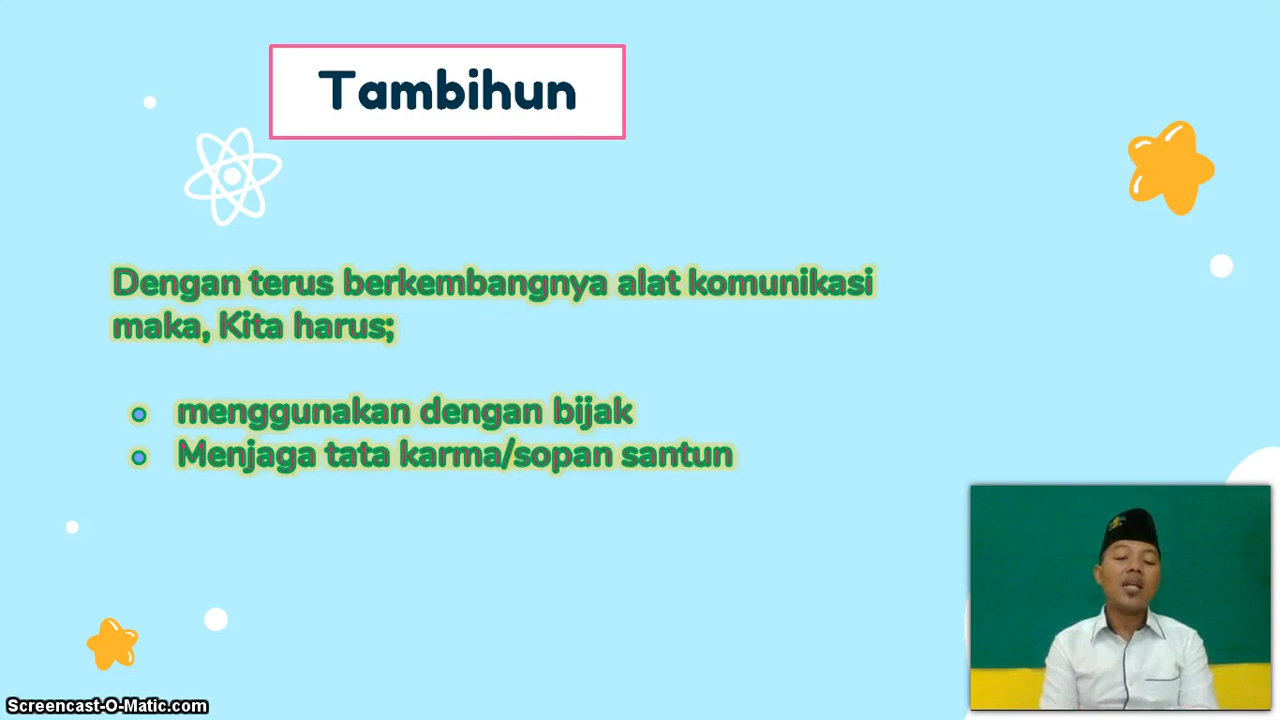 Tambihun
Dengan terus berkembangnya alat komunikasi
maka, Kita harus;
menggunakan dengan bijak
Menjaga tata karma/sopan santun
Screencast-O-Matic.com